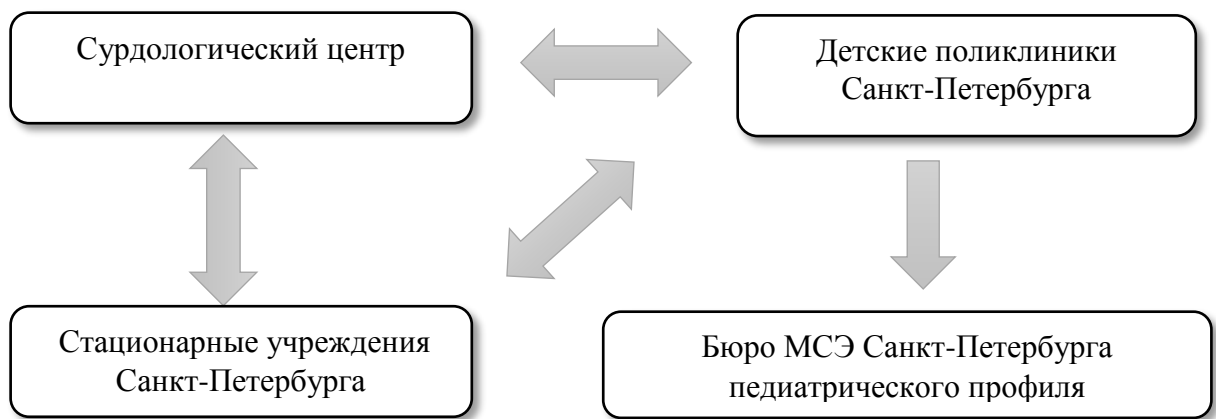 Сурдологический центр
Детские поликлиники
Санкт-Петербурга
Стационарные учреждения
Санкт-Петербурга
Бюро МСЭ Санкт-Петербурга
педиатрического профиля